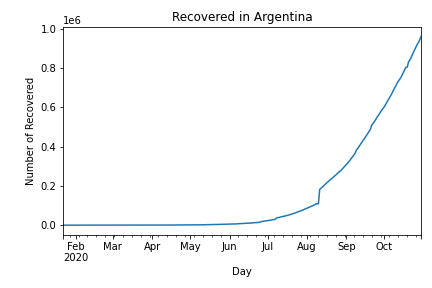 Recovered in Argentina
1e6
1.0
0.8
0.6
0.4
0.2
0.0
Number of Recovered
Feb Mar Apr May Jun Jul Aug Sep Oct
2020
Day